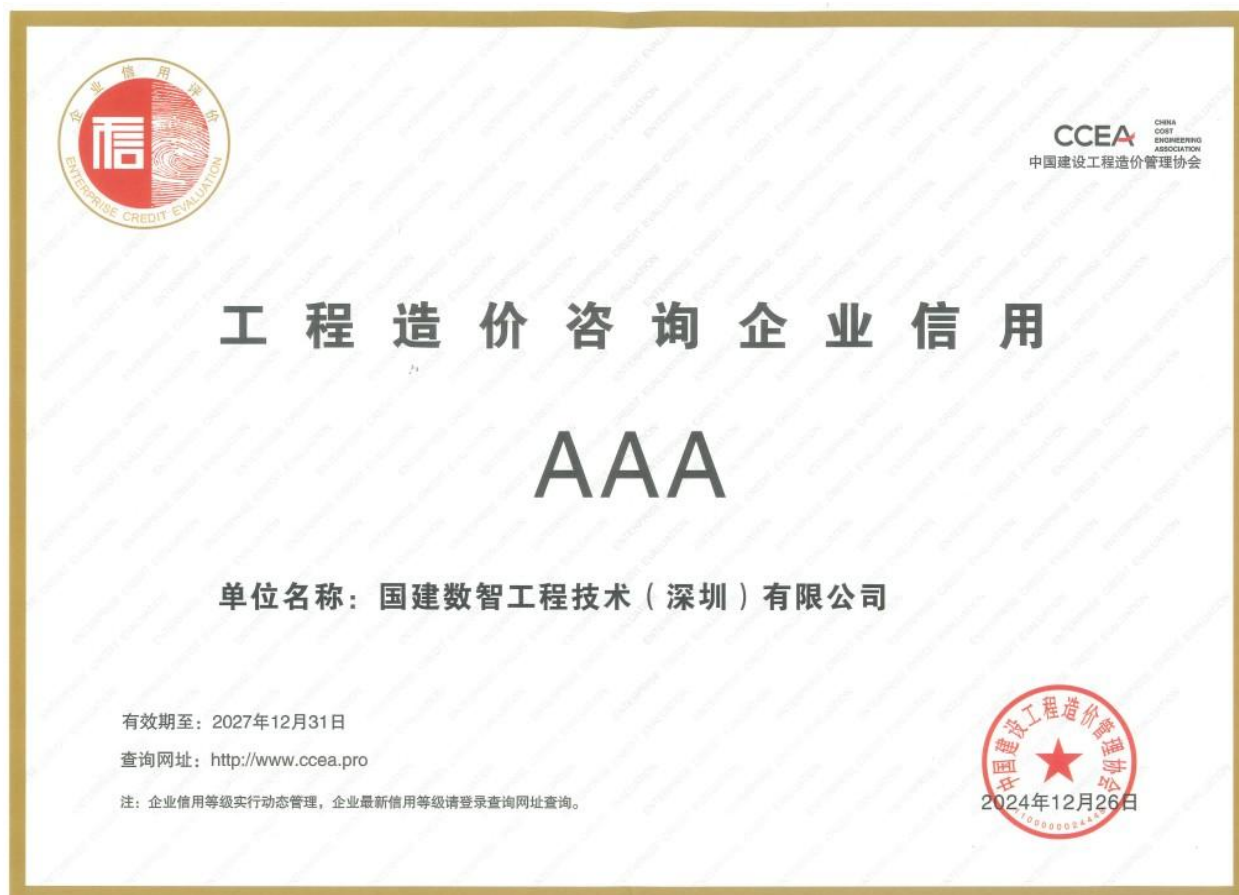 企业信用评价
信
ENTERPRISE CREDIT EVALUATION
CCEA
CHINA
COST
ENGINEERING
ASSOCIATION
中国建设工程造价管理协会
工程造价咨询企业信用
AAA
单位名称：国建数智工程技术（深圳）有限公司
有效期至：2027年12月31日
查询网址：http://www.ccea.pro
注：企业信用等级实行动态管理，企业最新信用等级请登录查询网址查询。
中国建设工程造价管理协会
2024年12月26日